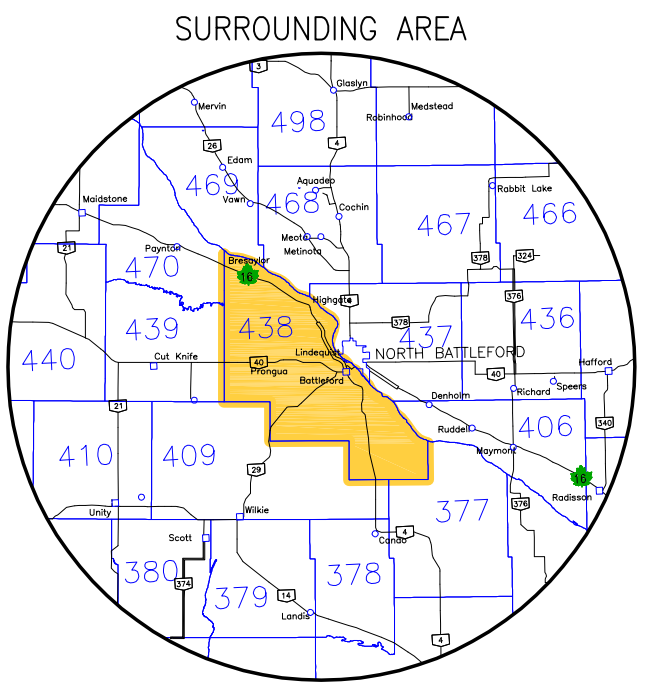 SURROUNDING AREA
3
Glaslyn
Mervin
Medstead
Robinhood
498
26
4
Edam
469
Aquadeo
Rabbit Lake
Maidstone
Vawn
468
Cochin
467
466
Meota
Metinota
21
Paynton
470
Bresaylor
378
324
16
Highgate
4
376
439
438
378
437
436
Lindequist
NORTH BATTLEFORD
440
Cut Knife
40
Prongua
Hafford
40
Battleford
Speers
Richard
Denholm
21
340
Ruddell
406
410
409
Maymont
29
16
Radisson
Unity
Wilkie
377
376
Scott
4
Cando
380
374
379
378
14
Landis
4